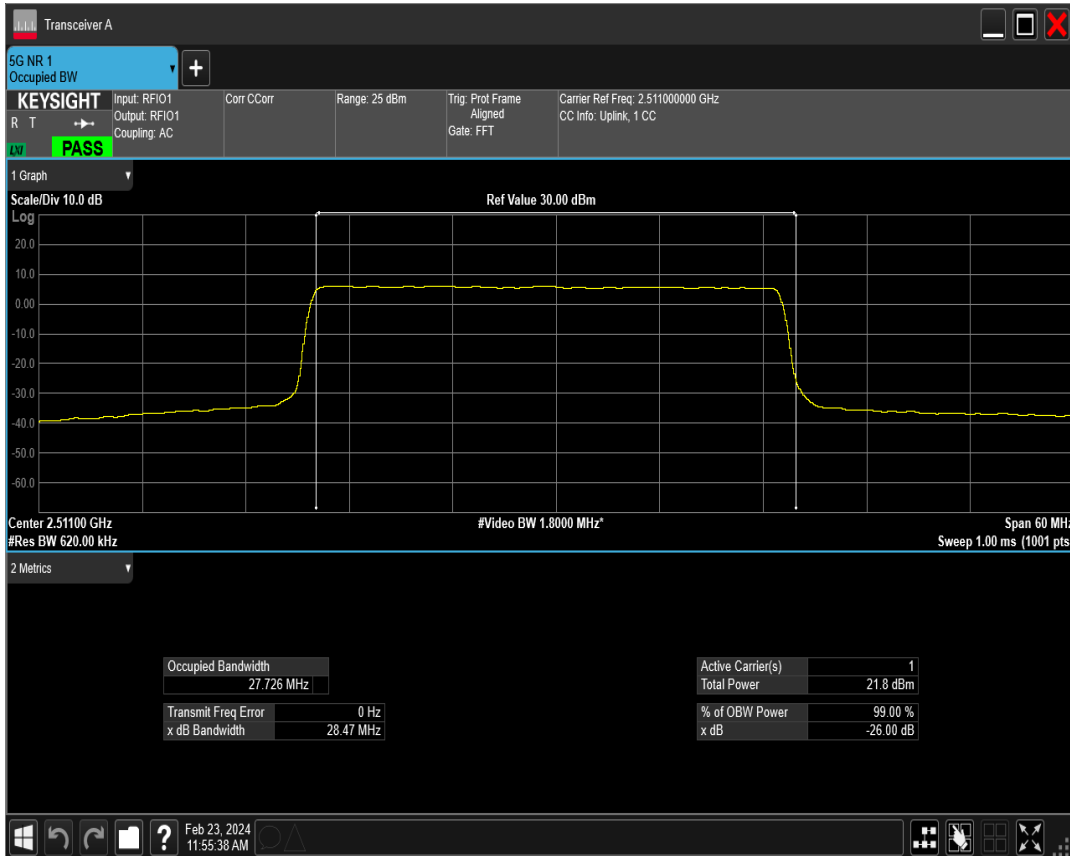 Transceiver A
5G NR 1
Occupied BW
+
KEYSIGHT Input: RFIO1 Corr CCorr Range: 25 dBm Trig: Prot Frame Carrier Ref Freq: 2.511000000 GHz
R T Output: RFIO1 Aligned CC Info: Uplink, 1 CC
Coupling: AC Gate: FFT
LXI PASS
1 Graph
Scale/Div 10.0 dB Ref Value 30.00 dBm
Log
20.0
10.0
0.00
-10.0
-20.0
-30.0
-40.0
-50.0
-60.0
Center 2.51100 GHz #Video BW 1.8000 MHz* Span 60 MHz
#Res BW 620.00 kHz Sweep 1.00 ms (1001 pts
2 Metrics
Occupied Bandwidth Active Carrier(s) 1
27.726 MHz Total Power 21.8 dBm
Transmit Freq Error 0 Hz % of OBW Power 99.00 %
x dB Bandwidth 28.47 MHz x dB -26.00 dB
? Feb 23, 2024
11:55:38 AM